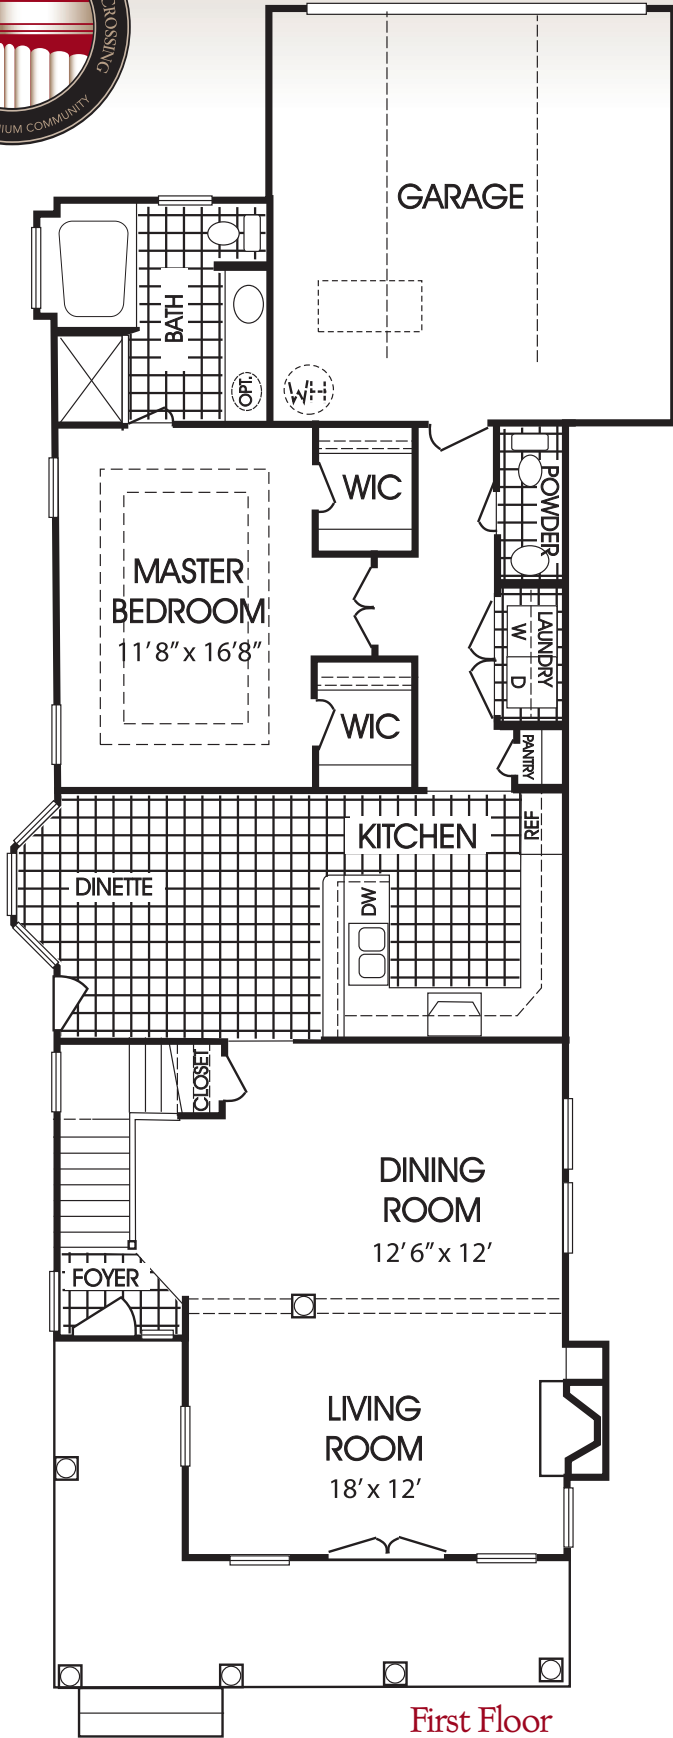 CROSSING
NIUM COMMUNITY
GARAGE
BATH
OPT.
WH
WIC
POWDER
MASTER
BEDROOM
11'8" x 16'8"
LAUNDRY
W
D
WIC
PANTRY
KITCHEN
REF
DINETTE
DW
CLOSET
DINING
ROOM
12'6" x 12'
FOYER
LIVING
ROOM
18' x 12'
First Floor